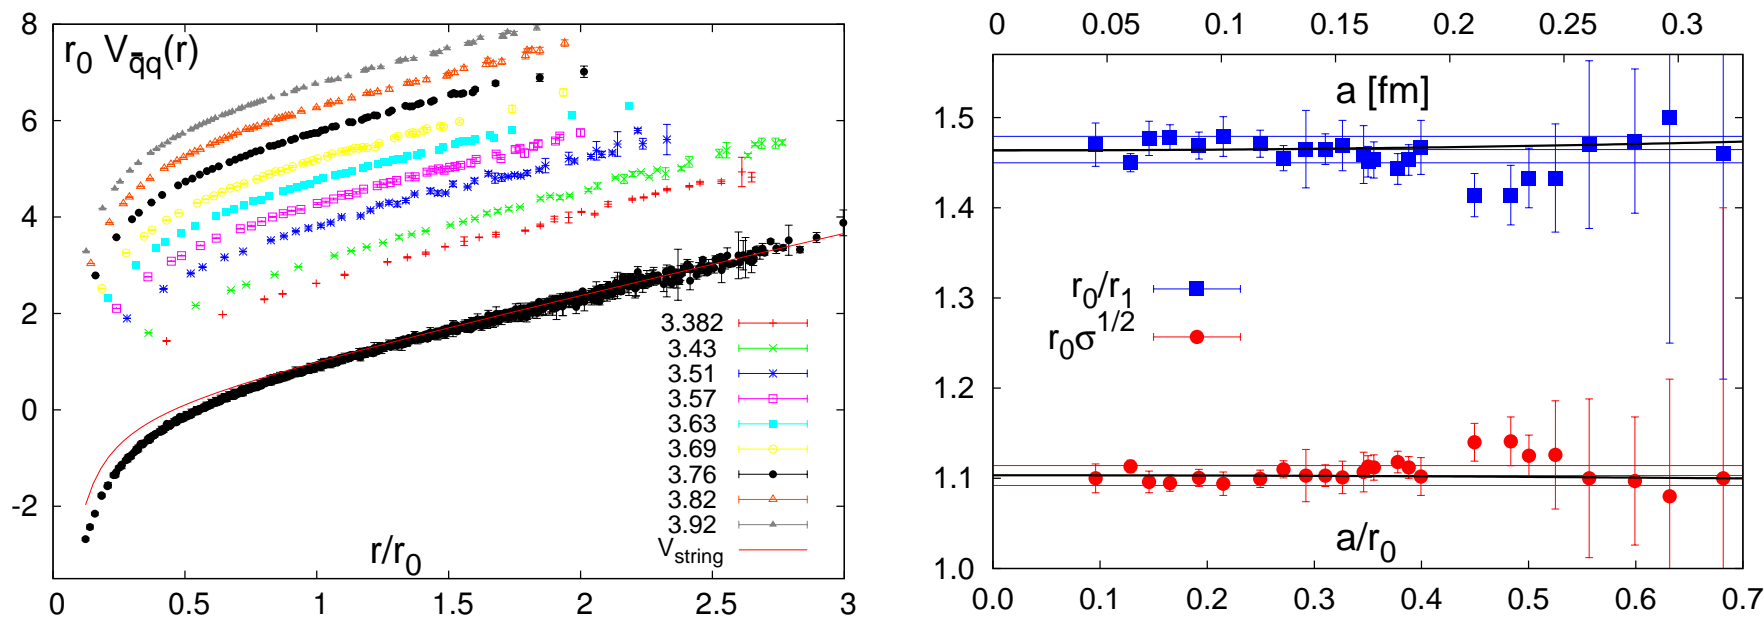 r0 Vq̄q(r)
8
6
4
2
0
-2
3.382
3.43
3.51
3.57
3.63
3.69
3.76
3.82
3.92
Vstring
r/r0
0 0.5 1 1.5 2 2.5 3
0 0.05 0.1 0.15 0.2 0.25 0.3
a [fm]
1.5
1.4
1.3
1.2
1.1
1.0
r0/r1
r0σ1/2
a/r0
0.0 0.1 0.2 0.3 0.4 0.5 0.6 0.7